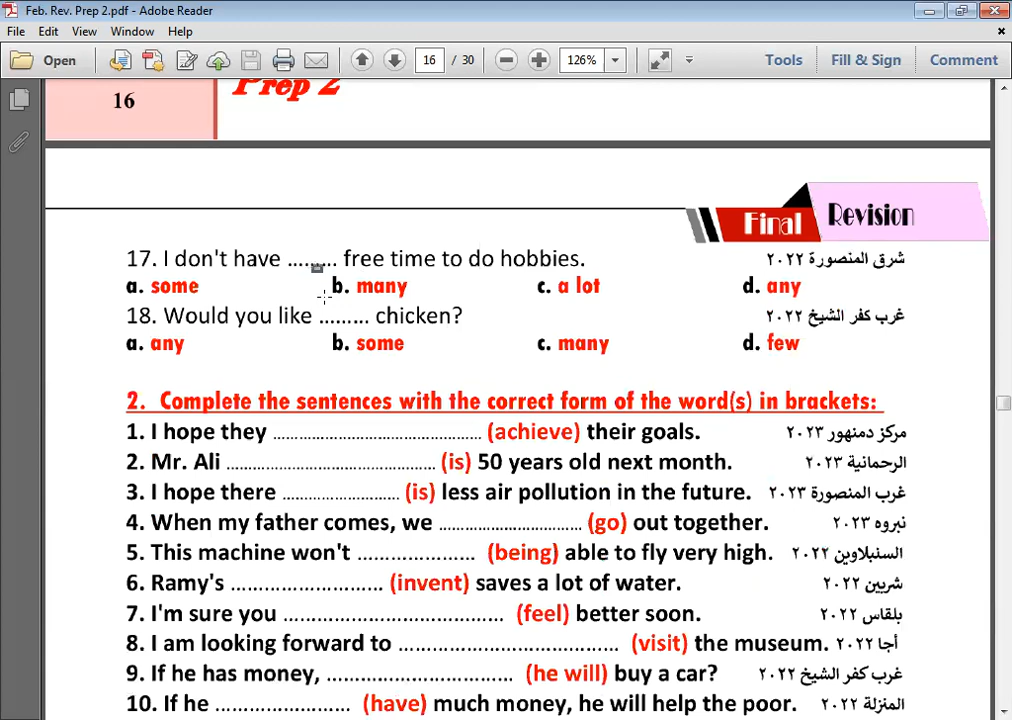 Feb. Rev. Prep 2.pdf - Adobe Reader
File Edit View Window Help
Open 16 / 30 126% Tools Fill & Sign Comment
16 Prep 2
Final Revision
17. I don't have ......... free time to do hobbies. شرق المنصورة ٢٠٢٢
a. some b. many c. a lot d. any
18. Would you like ......... chicken? غرب كفر الشيخ ٢٠٢٢
a. any b. some c. many d. few
2. Complete the sentences with the correct form of the word(s) in brackets:
1. I hope they .................................................. (achieve) their goals. مركز دمنهور ٢٠٢٣
2. Mr. Ali .................................................. (is) 50 years old next month. الرحمانية ٢٠٢٣
3. I hope there ............................ (is) less air pollution in the future. غرب المنصورة ٢٠٢٣
4. When my father comes, we .................................. (go) out together. نبروه ٢٠٢٣
5. This machine won't ........................ (being) able to fly very high. السنبلاوين ٢٠٢٢
6. Ramy's ............................... (invent) saves a lot of water. شربين ٢٠٢٢
7. I'm sure you ............................................. (feel) better soon. بلقاس ٢٠٢٢
8. I am looking forward to ............................................. (visit) the museum. أجا ٢٠٢٢
9. If he has money, ....................................... (he will) buy a car? غرب كفر الشيخ ٢٠٢٢
10. If he ........................... (have) much money, he will help the poor. المنزلة ٢٠٢٢